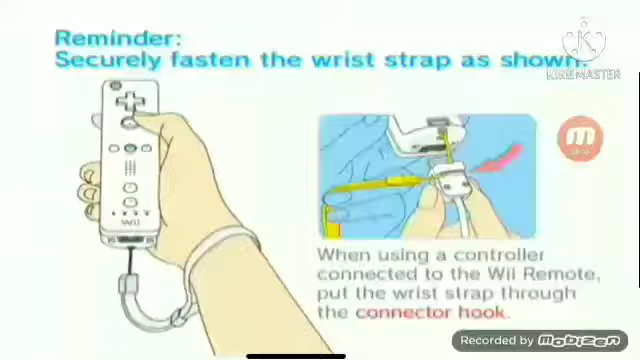 Reminder:
Securely fasten the wrist strap as shown.
KINEMASTER
Wii
When using a controller
connected to the Wii Remote,
put the wrist strap through
the connector hook.
Recorded by mobizen